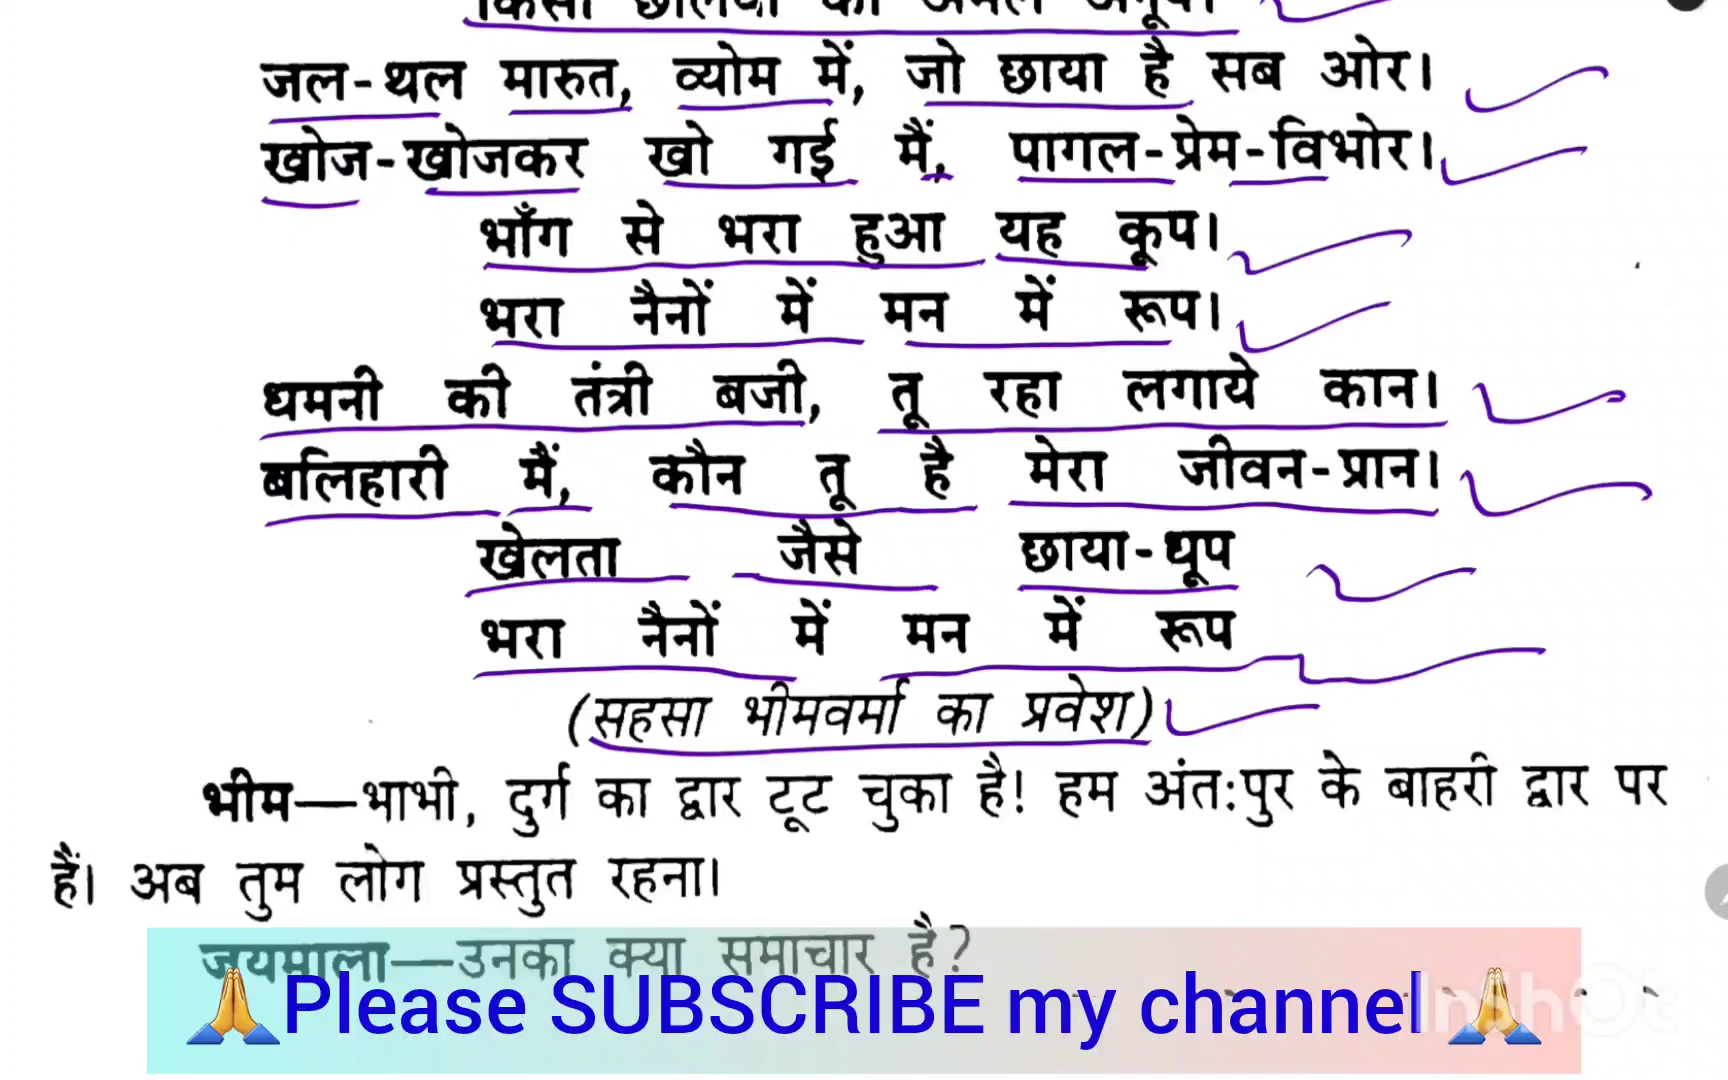 जल-थल मारुत, व्योम में, जो छाया है सब ओर।
खोज-खोजकर खो गई मैं, पागल-प्रेम-विभोर।
भाँग से भरा हुआ यह कूप।
भरा नैनों में मन में रूप।
धमनी की तंत्री बजी, तू रहा लगाये कान।
बलिहारी मैं, कौन तू है मेरा जीवन-प्रान।
खेलता जैसे छाया-धूप
भरा नैनों में मन में रूप
(सहसा भीमवर्मा का प्रवेश)
भीम—भाभी, दुर्ग का द्वार टूट चुका है! हम अंत:पुर के बाहरी द्वार पर
हैं। अब तुम लोग प्रस्तुत रहना।
जयमाला—उनका क्या समाचार है?
🙏Please SUBSCRIBE my channel 🙏
InShOt